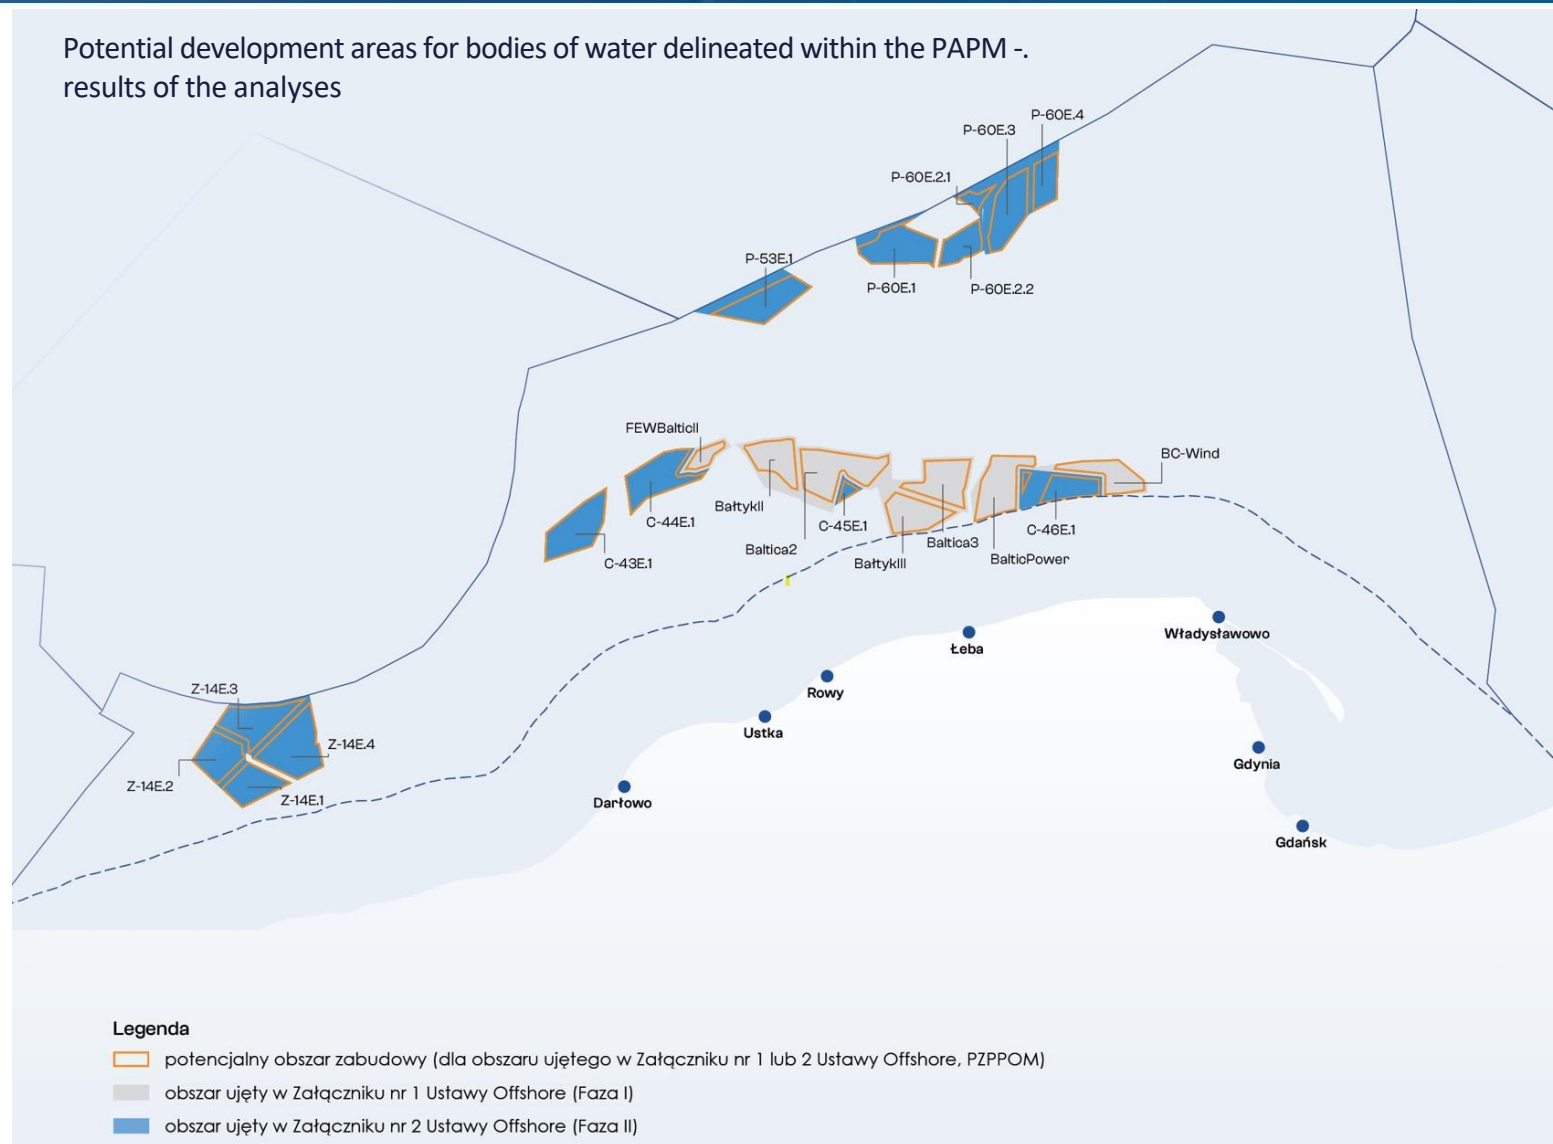 Potential development areas for bodies of water delineated within the PAPM -.
results of the analyses
P-60E.4
P-60E.3
P-60E.2.1
P-53E.1
P-60E.1
P-60E.2.2
FEWBalticII
BC-Wind
BałtykII
C-44E.1
C-45E.1
C-46E.1
Baltica2
Baltica3
C-43E.1
BałtykIII
BalticPower
Władysławowo
Łeba
Rowy
Z-14E.3
Ustka
Z-14E.4
Gdynia
Z-14E.2
Z-14E.1
Darłowo
Gdańsk
Legenda
potencjalny obszar zabudowy (dla obszaru ujętego w Załączniku nr 1 lub 2 Ustawy Offshore, PZPPOM)
obszar ujęty w Załączniku nr 1 Ustawy Offshore (Faza I)
obszar ujęty w Załączniku nr 2 Ustawy Offshore (Faza II)